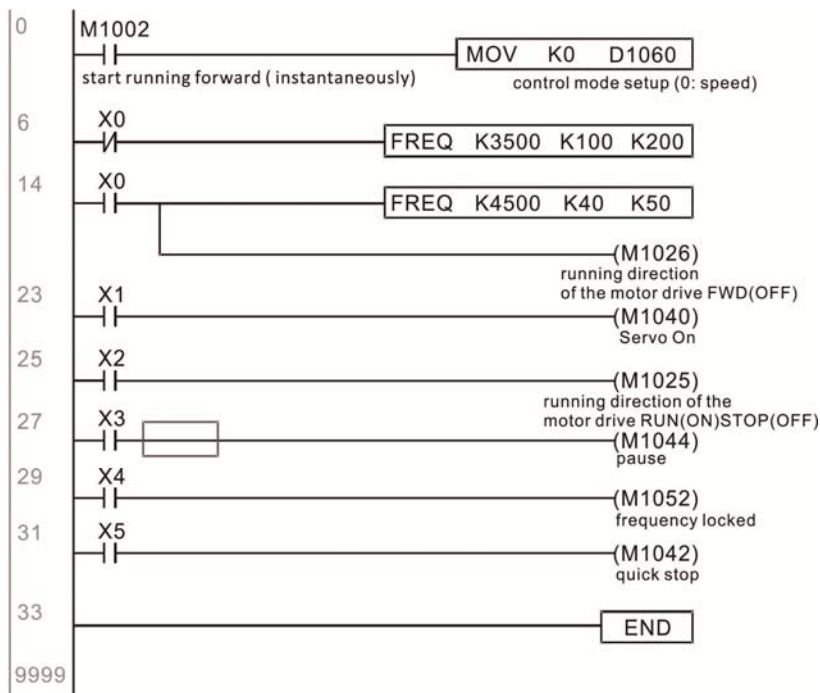 0
M1002
MOV K0 D1060
start running forward ( instantaneously)
control mode setup (0: speed)
6
X0
FREQ K3500 K100 K200
14
X0
FREQ K4500 K40 K50
(M1026)
running direction
of the motor drive FWD(OFF)
23
X1
(M1040)
Servo On
25
X2
(M1025)
running direction of the
motor drive RUN(ON)STOP(OFF)
27
X3
(M1044)
pause
29
X4
(M1052)
frequency locked
31
X5
(M1042)
quick stop
33
END
9999